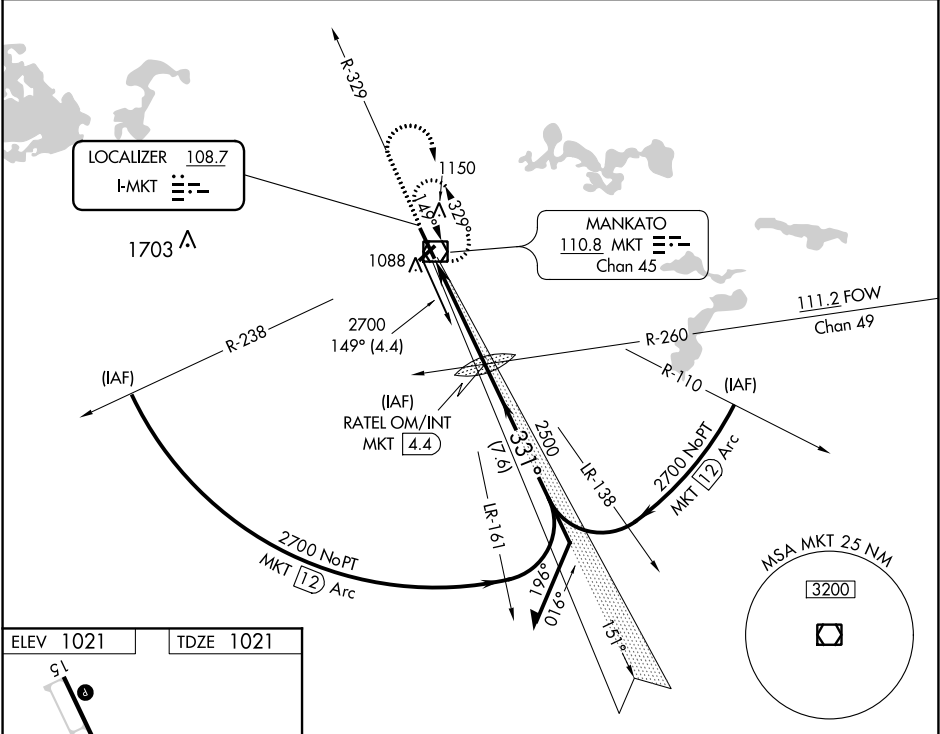 R-329
LOCALIZER 108.7
I-MKT
1150
149°
329°
MANKATO
110.8 MKT
Chan 45
1703
1088
2700
149° (4.4)
111.2 FOW
Chan 49
R-238
R-260
R-110
(IAF)
(IAF)
(IAF)
RATEL OM/INT
MKT 4.4
331°
2500
(7.6)
LR-138
2700 NoPT
MKT 12 Arc
LR-161
2700 NoPT
MKT 12 Arc
196°
016°
151°
MSA MKT 25 NM
3200
ELEV 1021
TDZE 1021
15